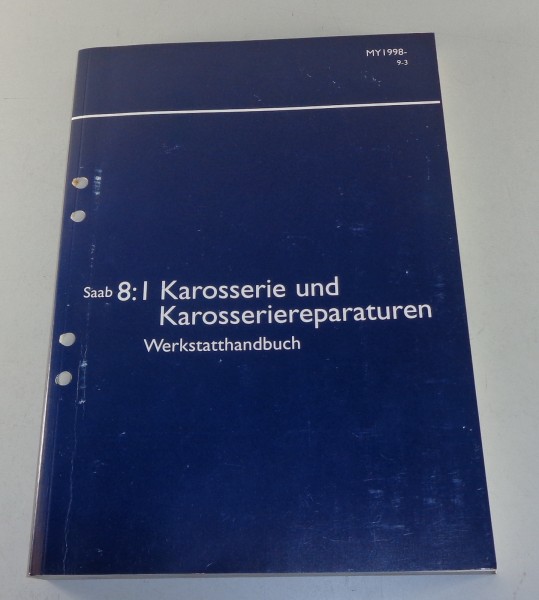 MY1998-
9-3
Saab 8:1 Karosserie und
Karosseriereparaturen
Werkstatthandbuch